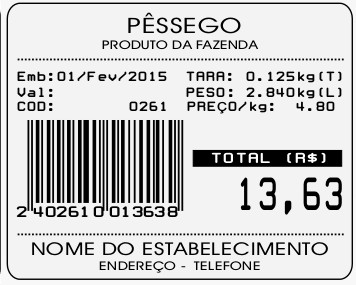 PÊSSEGO
PRODUTO DA FAZENDA
Emb:01/Fev/2015 TARA: 0.125kg(T)
Val: PESO: 2.840kg(L)
COD: 0261 PREÇO/kg: 4.80
TOTAL (R$)
13,63
2 402610 013638
NOME DO ESTABELECIMENTO
ENDEREÇO - TELEFONE